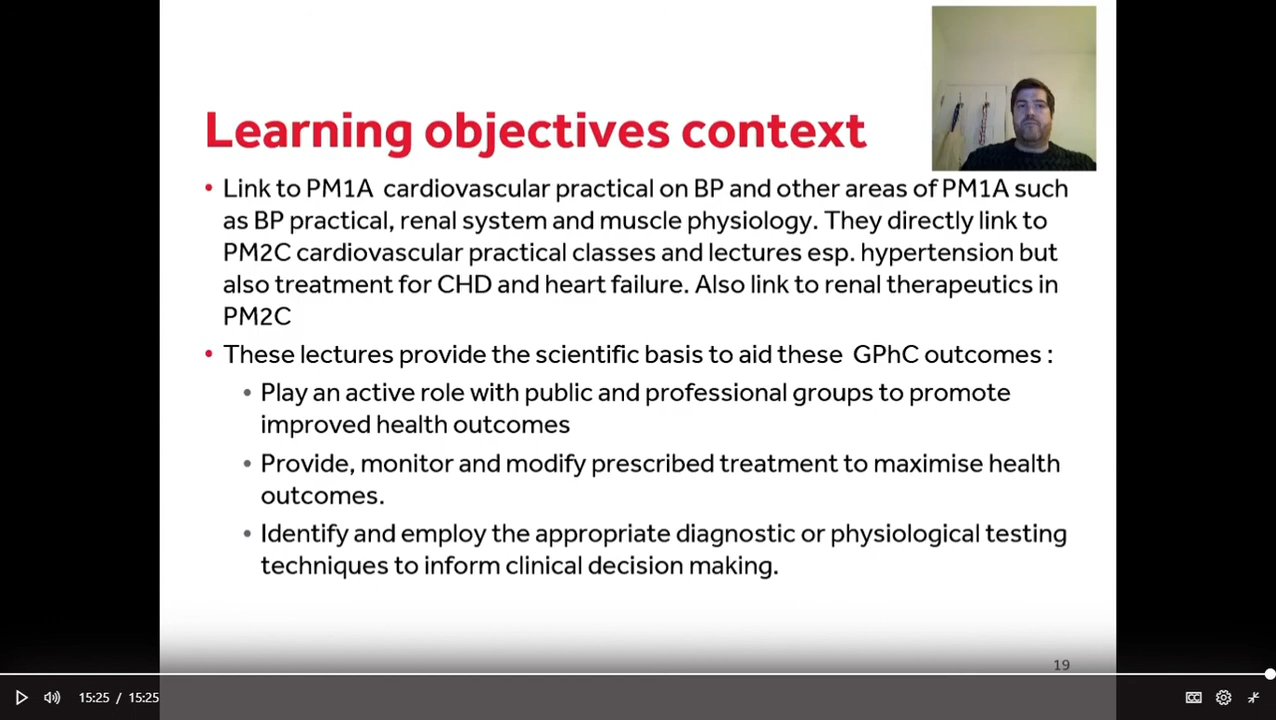 Learning objectives context
• Link to PM1A cardiovascular practical on BP and other areas of PM1A such
as BP practical, renal system and muscle physiology. They directly link to
PM2C cardiovascular practical classes and lectures esp. hypertension but
also treatment for CHD and heart failure. Also link to renal therapeutics in
PM2C
• These lectures provide the scientific basis to aid these GPhC outcomes :
• Play an active role with public and professional groups to promote
improved health outcomes
• Provide, monitor and modify prescribed treatment to maximise health
outcomes.
• Identify and employ the appropriate diagnostic or physiological testing
techniques to inform clinical decision making.
19
15:25 / 15:25
CC